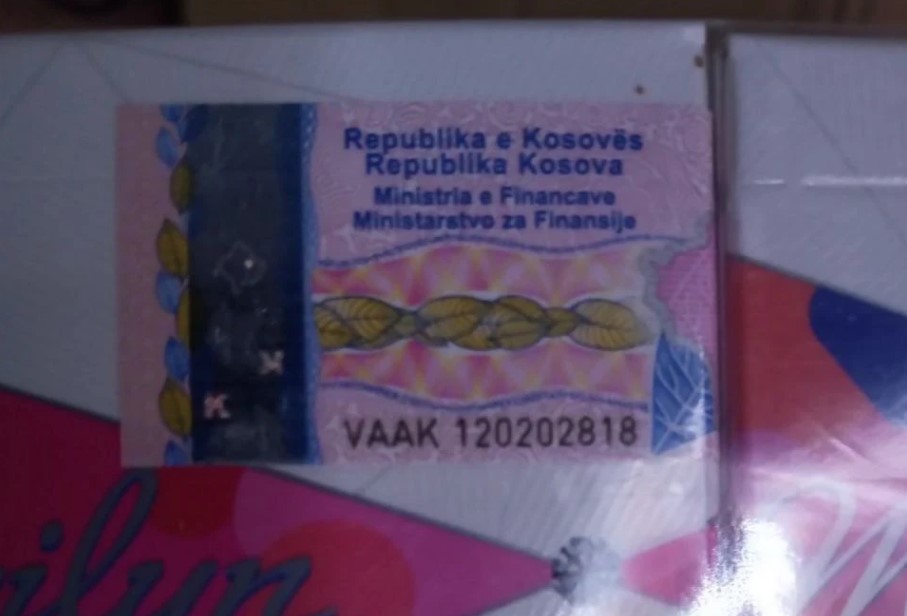 Republika e Kosovës
Republika Kosova
Ministria e Financave
Ministarstvo za Finansije
K
K
VAAK 120202818